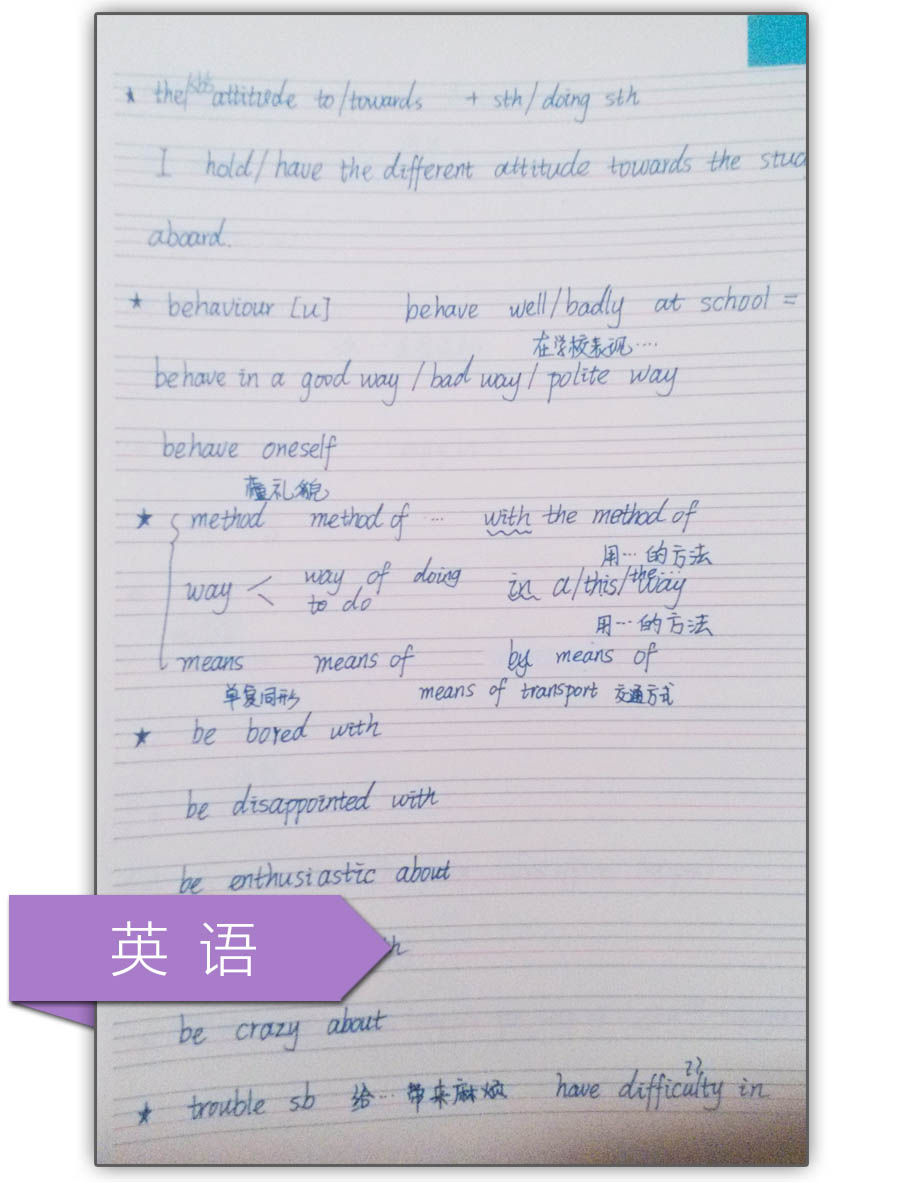 ★ the/sb's attitude to/towards + sth/doing sth
I hold/have the different attitude towards the
aboard.
★ behaviour [u] behave well/badly at school =
在学校表现····
behave in a good way / bad way / polite way
behave oneself
有礼貌
★ method method of ··· with the method of
用···的方法
way way of doing in a/this/the··· way
to do
用···的方法
means means of by means of
单复同形 means of transport 交通方式
★ be bored with
be disappointed with
be enthusiastic about
英语
be crazy about
★ trouble sb 给···带来麻烦 have difficulty in